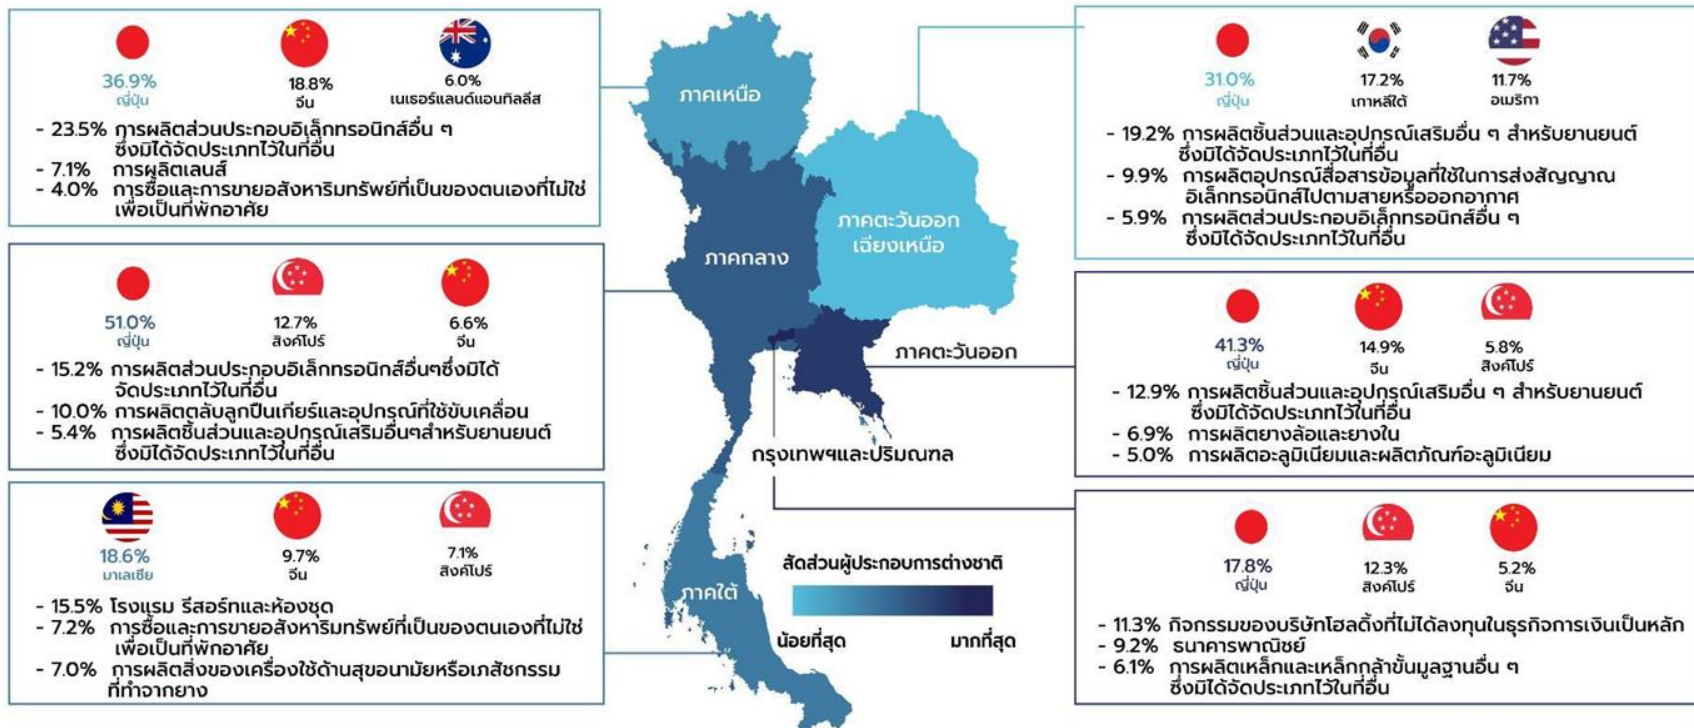 36.9%
ญี่ปุ่น
18.8%
จีน
6.0%
เนเธอร์แลนด์แอนทิลลีส
- 23.5% การผลิตส่วนประกอบอิเล็กทรอนิกส์อื่น ๆ
ซึ่งมิได้จัดประเภทไว้ในที่อื่น
- 7.1% การผลิตเลนส์
- 4.0% การซื้อและการขายอสังหาริมทรัพย์ที่เป็นของตนเองที่ไม่ใช่
เพื่อเป็นที่พักอาศัย
51.0%
ญี่ปุ่น
12.7%
สิงค์โปร์
6.6%
จีน
- 15.2% การผลิตส่วนประกอบอิเล็กทรอนิกส์อื่นๆซึ่งมิได้
จัดประเภทไว้ในที่อื่น
- 10.0% การผลิตตลับลูกปืนเกียร์และอุปกรณ์ที่ใช้ขับเคลื่อน
- 5.4% การผลิตชิ้นส่วนและอุปกรณ์เสริมอื่นๆสำหรับยานยนต์
ซึ่งมิได้จัดประเภทไว้ในที่อื่น
18.6%
มาเลเซีย
9.7%
จีน
7.1%
สิงค์โปร์
- 15.5% โรงแรม รีสอร์ทและห้องชุด
- 7.2% การซื้อและการขายอสังหาริมทรัพย์ที่เป็นของตนเองที่ไม่ใช่
เพื่อเป็นที่พักอาศัย
- 7.0% การผลิตสิ่งของเครื่องใช้ด้านสุขอนามัยหรือเภสัชกรรม
ที่ทำจากยาง
ภาคเหนือ
ภาคตะวันออก
เฉียงเหนือ
ภาคกลาง
ภาคตะวันออก
กรุงเทพฯและปริมณฑล
ภาคใต้
สัดส่วนผู้ประกอบการต่างชาติ
น้อยที่สุด
มากที่สุด
31.0%
ญี่ปุ่น
17.2%
เกาหลีใต้
11.7%
อเมริกา
- 19.2% การผลิตชิ้นส่วนและอุปกรณ์เสริมอื่น ๆ สำหรับยานยนต์
ซึ่งมิได้จัดประเภทไว้ในที่อื่น
- 9.9% การผลิตอุปกรณ์สื่อสารข้อมูลที่ใช้ในการส่งสัญญาณ
อิเล็กทรอนิกส์ไปตามสายหรือออกอากาศ
- 5.9% การผลิตส่วนประกอบอิเล็กทรอนิกส์อื่น ๆ
ซึ่งมิได้จัดประเภทไว้ในที่อื่น
41.3%
ญี่ปุ่น
14.9%
จีน
5.8%
สิงค์โปร์
- 12.9% การผลิตชิ้นส่วนและอุปกรณ์เสริมอื่น ๆ สำหรับยานยนต์
ซึ่งมิได้จัดประเภทไว้ในที่อื่น
- 6.9% การผลิตยางล้อและยางใน
- 5.0% การผลิตอะลูมิเนียมและผลิตภัณฑ์อะลูมิเนียม
17.8%
ญี่ปุ่น
12.3%
สิงค์โปร์
5.2%
จีน
- 11.3% กิจกรรมของบริษัทโฮลดิ้งที่ไม่ได้ลงทุนในธุรกิจการเงินเป็นหลัก
- 9.2% ธนาคารพาณิชย์
- 6.1% การผลิตเหล็กและเหล็กกล้าขั้นมูลฐานอื่น ๆ
ซึ่งมิได้จัดประเภทไว้ในที่อื่น